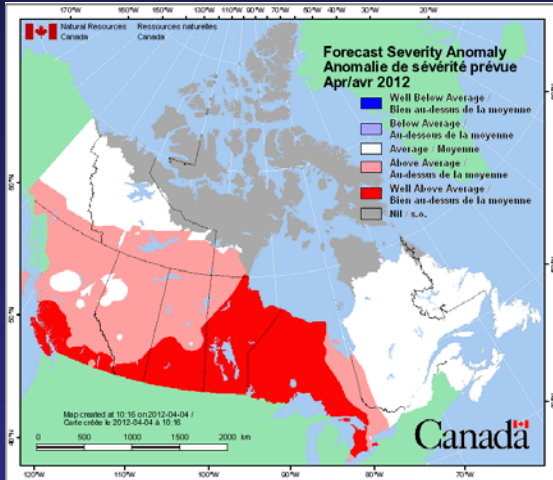 170°W 160°W 150°W 140°W 130°W 120°W 110°W 100°W 90°W 80°W 70°W 60°W 50°W 40°W 30°W 20°W
Natural Resources Ressources naturelles
Canada Canada
Forecast Severity Anomaly
Anomalie de sévérité prévue
Apr/avr 2012
Well Below Average /
Bien au-dessus de la moyenne
Below Average /
Au-dessous de la moyenne
Average / Moyenne
Above Average /
Au-dessus de la moyenne
Well Above Average /
Bien au-dessus de la moyenne
Nil / s.o.
60°N
50°N
40°N
Map created at 10:16 on 2012-04-04 /
Carte créée le 2012-04-04 à 10:16
0 500 1000 1500 2000 km
Canada
120°W 110°W 100°W 90°W 80°W 70°W